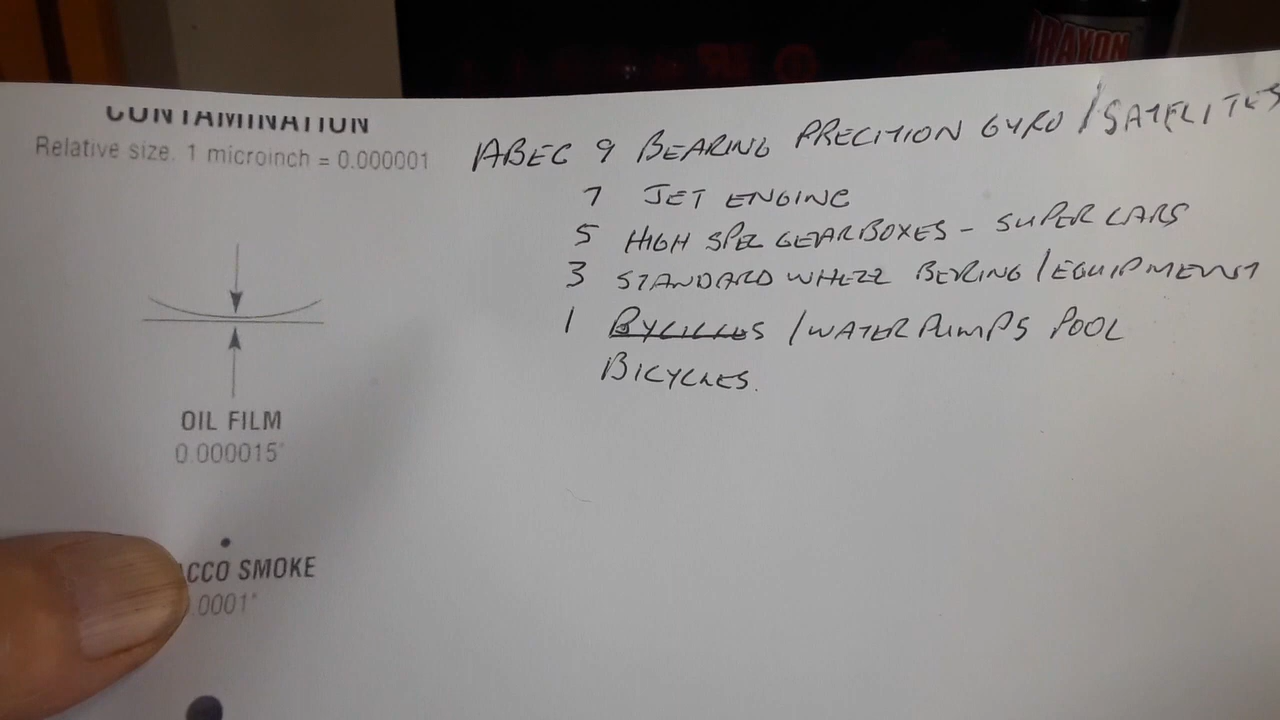 CONTAMINATION
Relative size. 1 microinch = 0.000001
OIL FILM
0.000015"
ACCO SMOKE
.0001"
ABEC 9 BEARING PRECITION GYRO / SATELITES
7 JET ENGINE
5 HIGH SPEC GEARBOXES - SUPER CARS
3 STANDARD WHEEL BERING / EQUIPMENT
1 BYCICLES / WATER PUMPS POOL
BICYCLES.